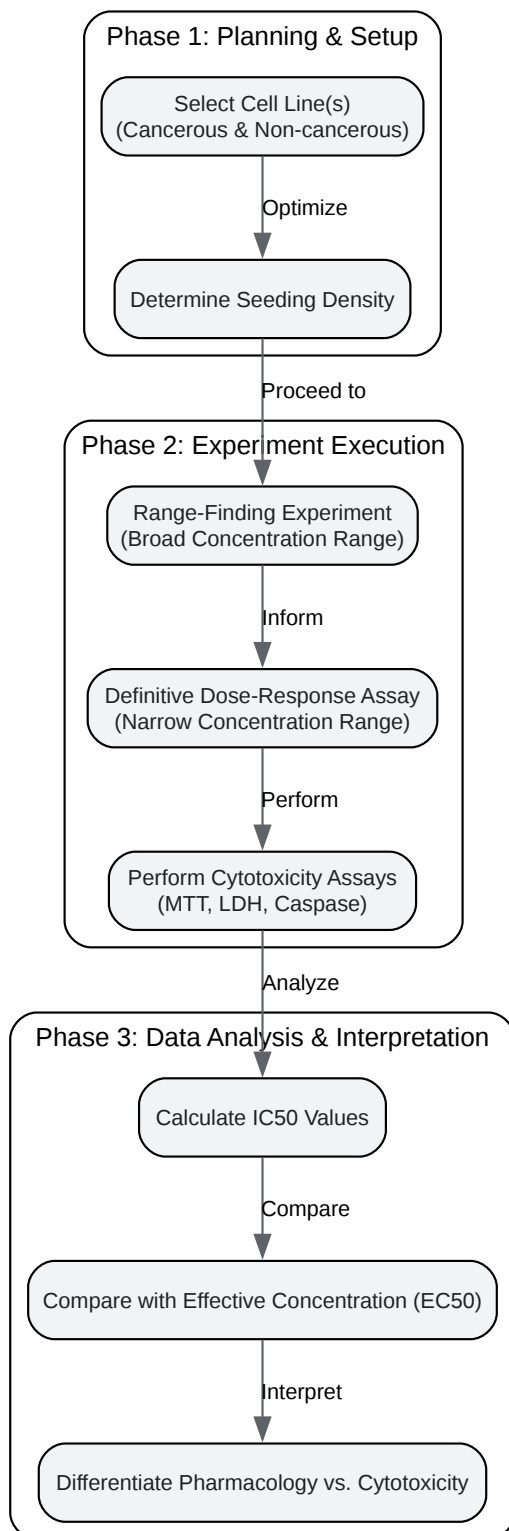 Phase 1: Planning & Setup
Select Cell Line(s)
(Cancerous & Non-cancerous)
Optimize
Determine Seeding Density
Proceed to
Phase 2: Experiment Execution
Range-Finding Experiment
(Broad Concentration Range)
Inform
Definitive Dose-Response Assay
(Narrow Concentration Range)
Perform
Perform Cytotoxicity Assays
(MTT, LDH, Caspase)
Analyze
Phase 3: Data Analysis & Interpretation
Calculate IC50 Values
Compare
Compare with Effective Concentration (EC50)
Interpret
Differentiate Pharmacology vs. Cytotoxicity